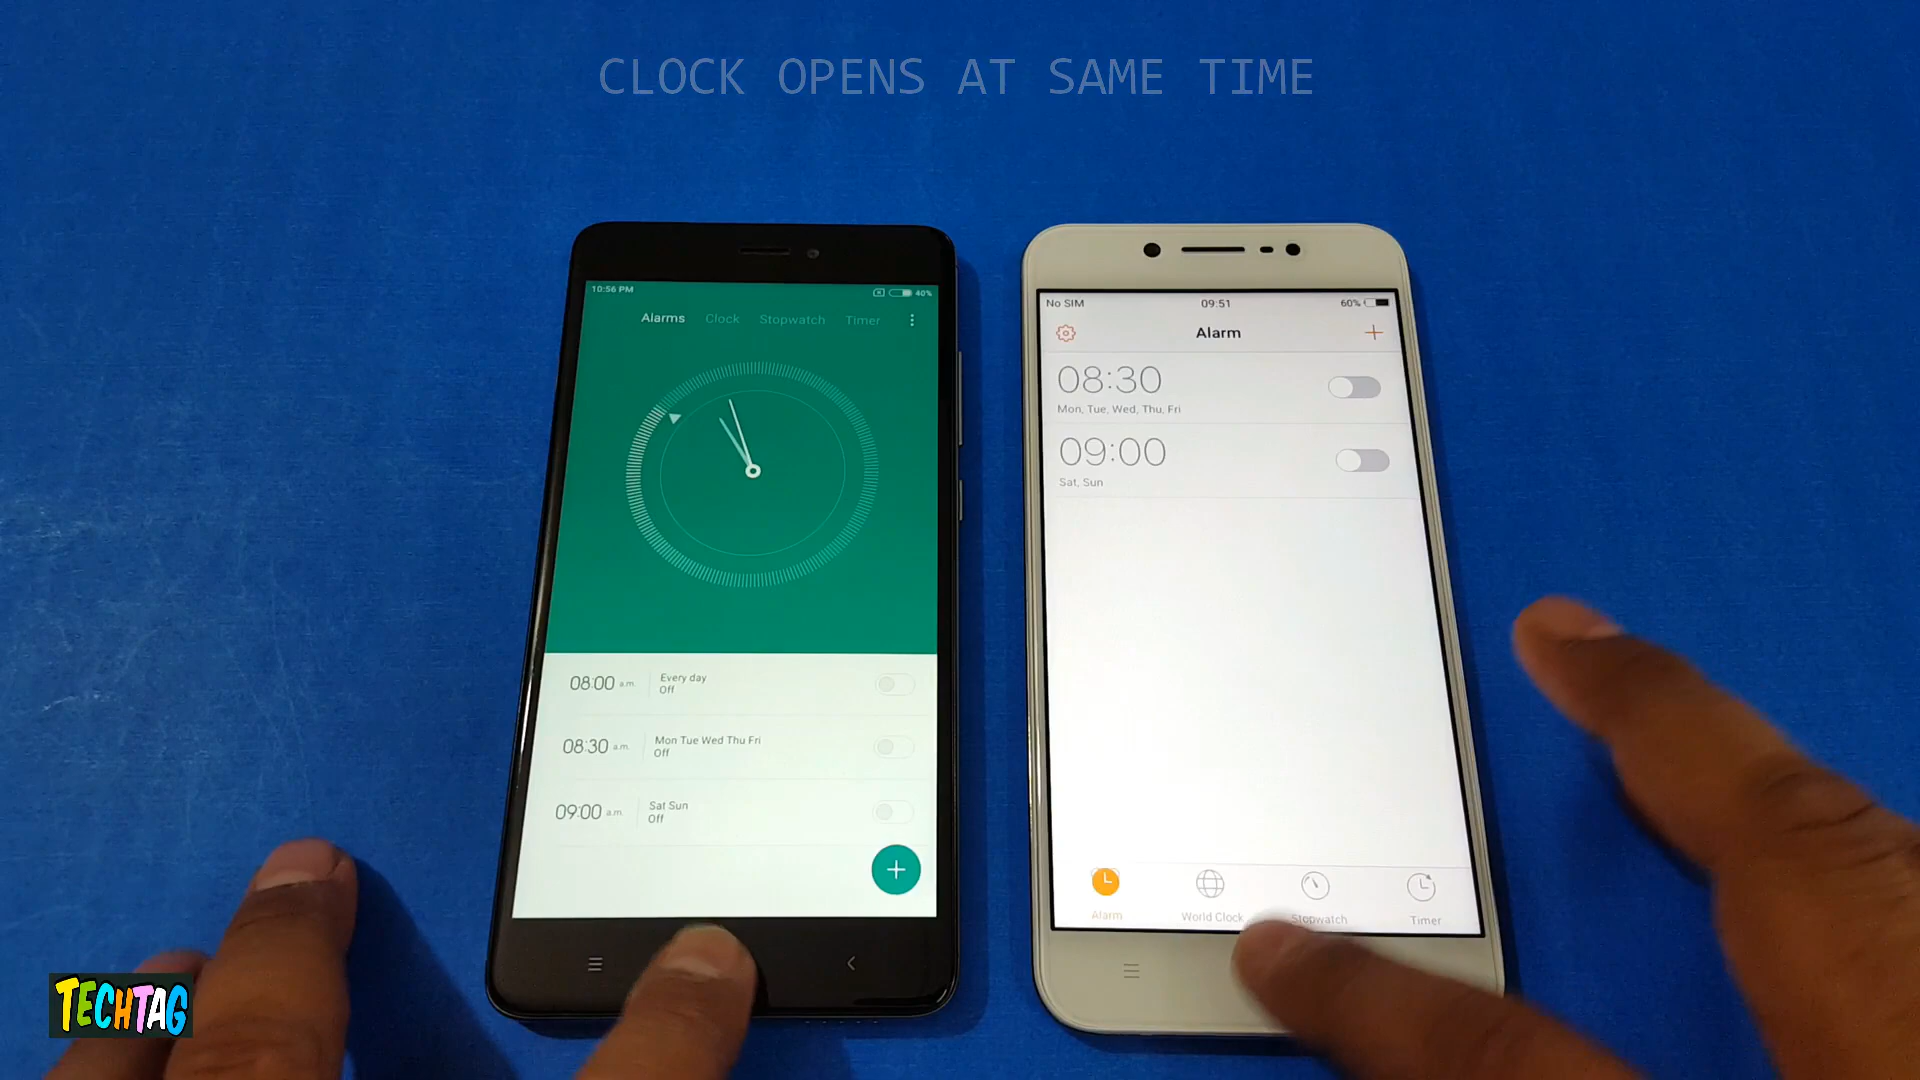 CLOCK OPENS AT SAME TIME
10:56 PM
40%
Alarms Clock Stopwatch Timer
08:00 a.m.
Every day
Off
08:30 a.m.
Mon Tue Wed Thu Fri
Off
09:00 a.m.
Sat Sun
Off
No SIM
09:51
60%
Alarm
08:30
Mon, Tue, Wed, Thu, Fri
09:00
Sat, Sun
Alarm World Clock Stopwatch Timer
TECHTAG